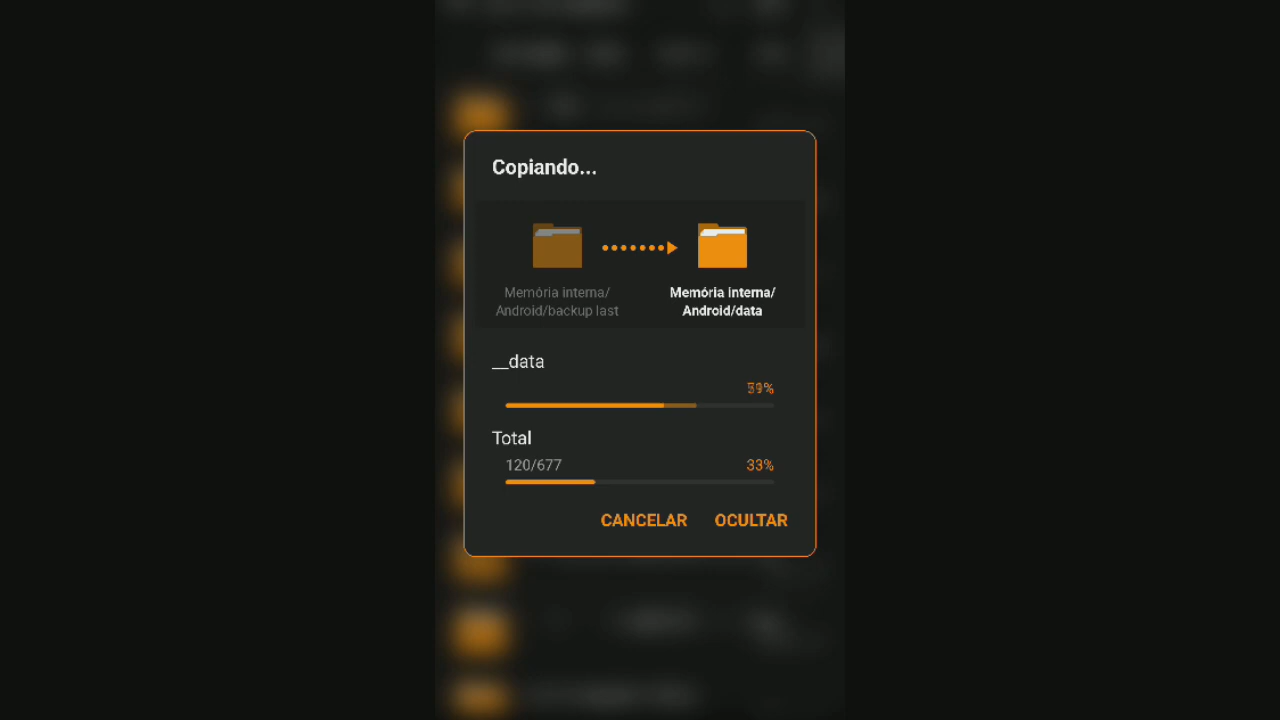 Copiando...
Memória interna/
Android/backup last
Memória interna/
Android/data
__data
Total
120/677
33%
CANCELAR
OCULTAR